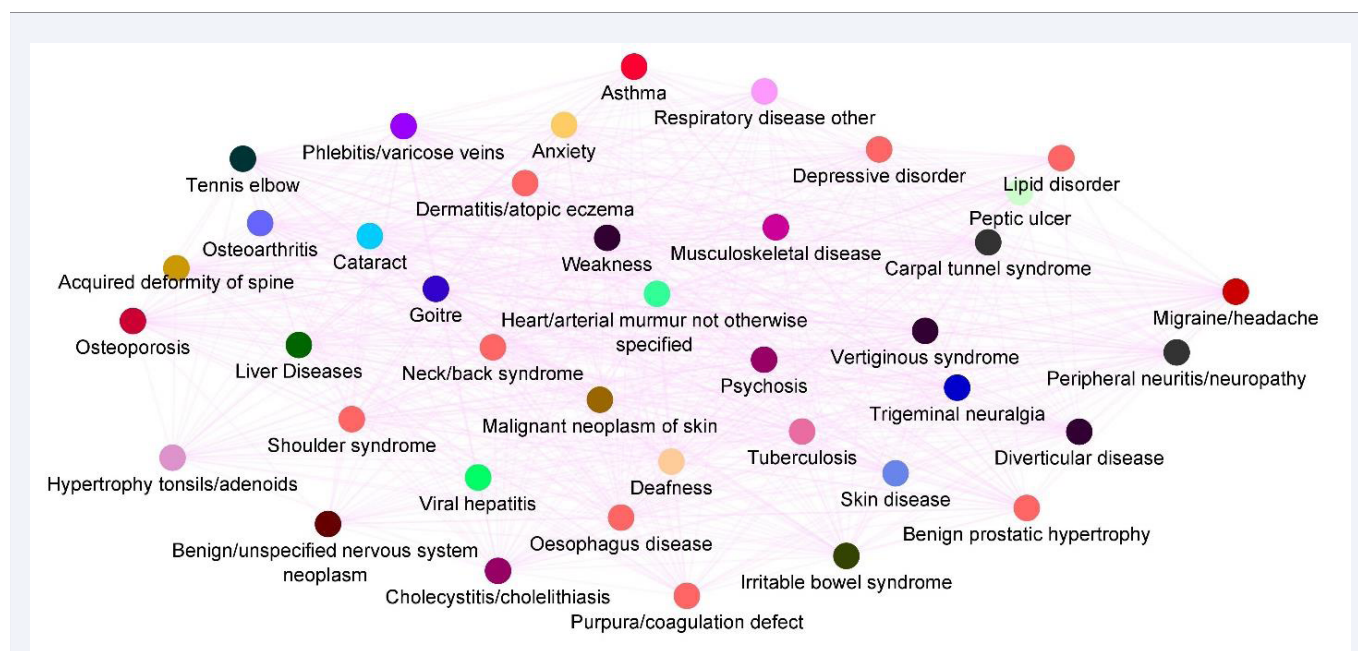 Asthma
Respiratory disease other
Phlebitis/varicose veins
Anxiety
Depressive disorder
Lipid disorder
Tennis elbow
Dermatitis/atopic eczema
Peptic ulcer
Osteoarthritis
Cataract
Weakness
Musculoskeletal disease
Carpal tunnel syndrome
Acquired deformity of spine
Goitre
Heart/arterial murmur not otherwise
specified
Migraine/headache
Osteoporosis
Liver Diseases
Neck/back syndrome
Psychosis
Vertiginous syndrome
Peripheral neuritis/neuropathy
Malignant neoplasm of skin
Trigeminal neuralgia
Shoulder syndrome
Tuberculosis
Diverticular disease
Hypertrophy tonsils/adenoids
Viral hepatitis
Deafness
Skin disease
Benign/unspecified nervous system
neoplasm
Oesophagus disease
Benign prostatic hypertrophy
Cholecystitis/cholelithiasis
Irritable bowel syndrome
Purpura/coagulation defect